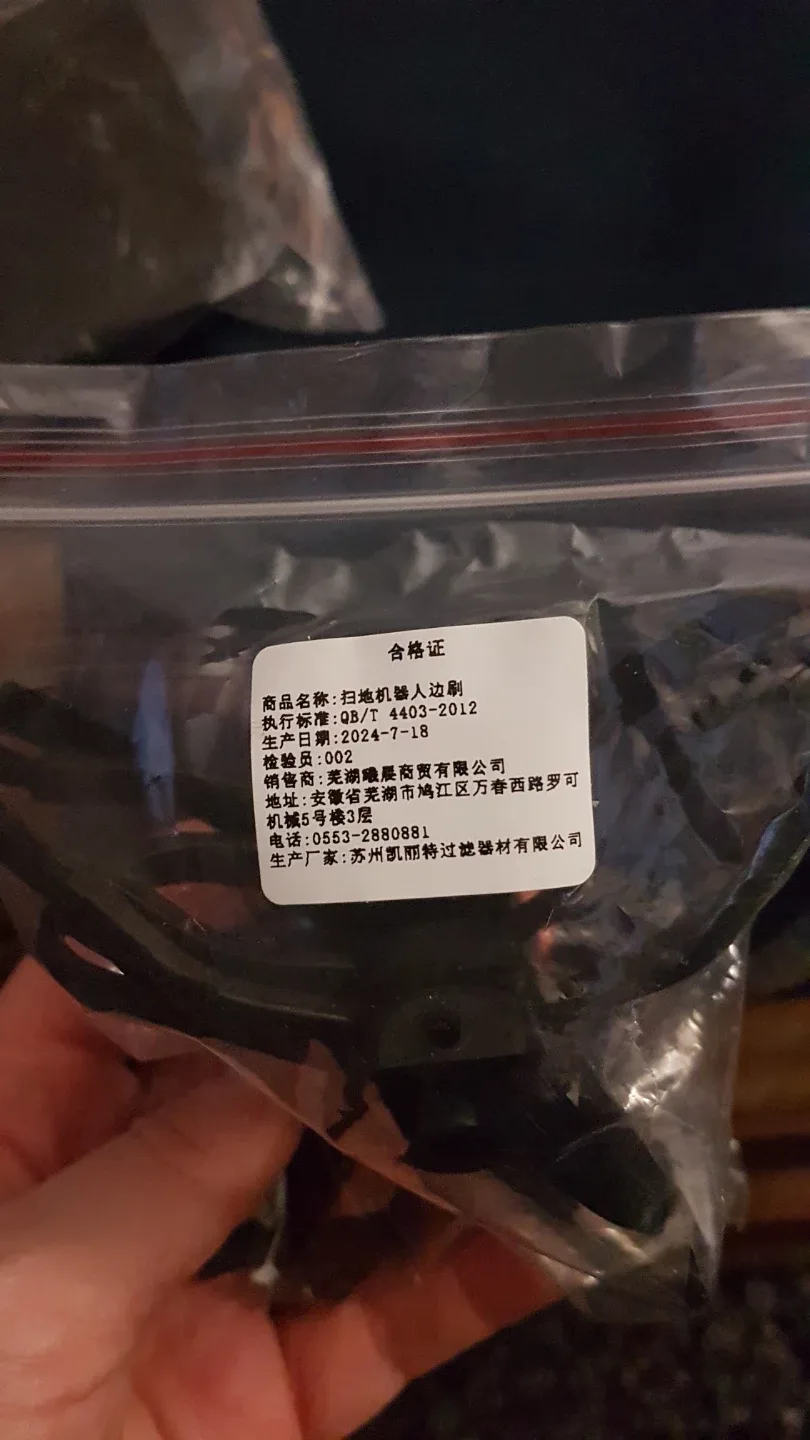 合格证
商品名称:扫地机器人边刷
执行标准:QB/T 4403-2012
生产日期:2024-7-18
检验员:002
销售商:芜湖曦展商贸有限公司
地址:安徽省芜湖市鸠江区万春西路罗可
机械5号楼3层
电话:0553-2880881
生产厂家:苏州凯丽特过滤器材有限公司